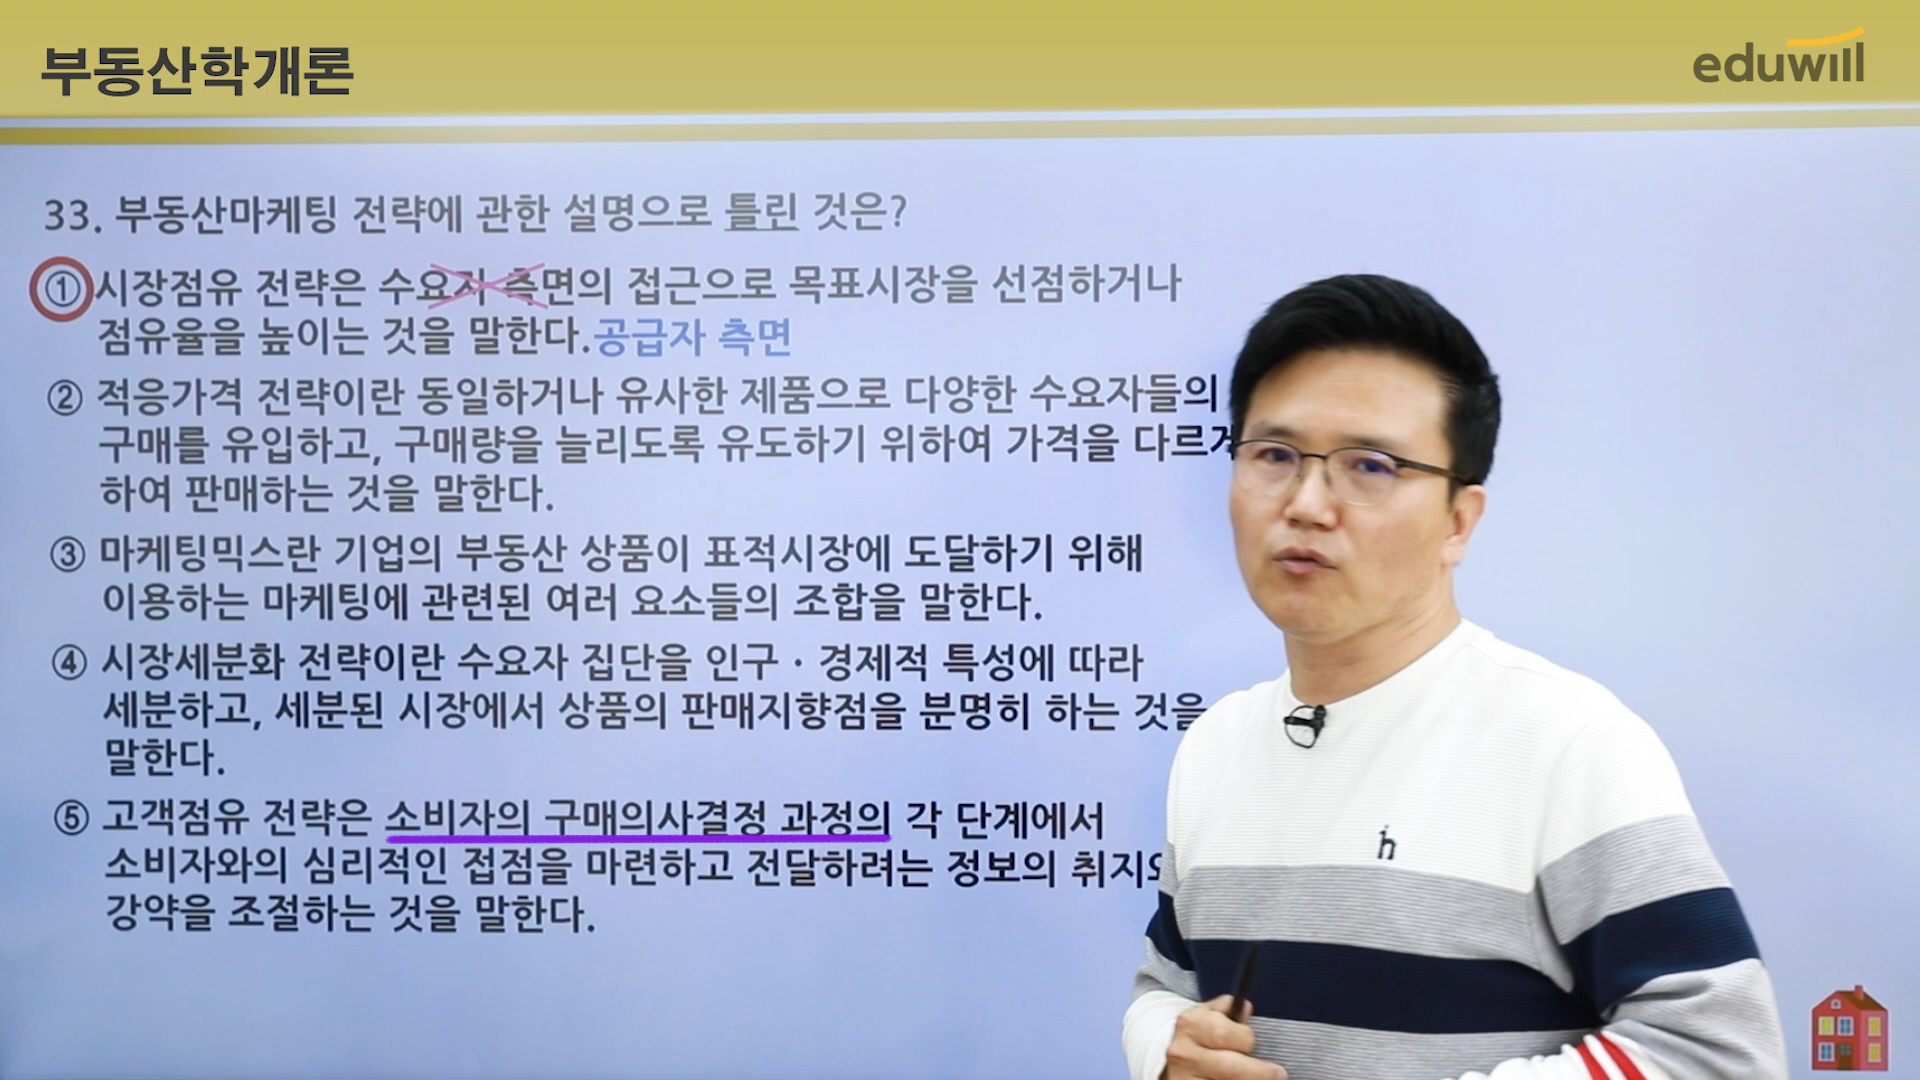 부동산학개론
eduwill
33. 부동산마케팅 전략에 관한 설명으로 틀린 것은?
① 시장점유 전략은 수요자 측면의 접근으로 목표시장을 선점하거나
점유율을 높이는 것을 말한다. 공급자 측면
② 적응가격 전략이란 동일하거나 유사한 제품으로 다양한 수요자들의
구매를 유입하고, 구매량을 늘리도록 유도하기 위하여 가격을 다르게
하여 판매하는 것을 말한다.
③ 마케팅믹스란 기업의 부동산 상품이 표적시장에 도달하기 위해
이용하는 마케팅에 관련된 여러 요소들의 조합을 말한다.
④ 시장세분화 전략이란 수요자 집단을 인구 · 경제적 특성에 따라
세분하고, 세분된 시장에서 상품의 판매지향점을 분명히 하는 것을
말한다.
⑤ 고객점유 전략은 소비자의 구매의사결정 과정의 각 단계에서
소비자와의 심리적인 접점을 마련하고 전달하려는 정보의 취지와
강약을 조절하는 것을 말한다.
h